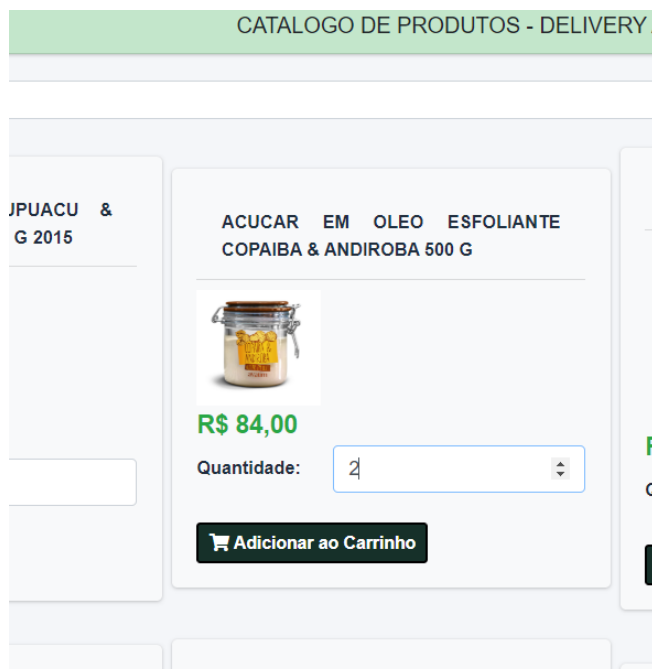 CATALOGO DE PRODUTOS - DELIVERY
UPUACU &
G 2015
ACUCAR EM OLEO ESFOLIANTE
COPAIBA & ANDIROBA 500 G
R$ 84,00
Quantidade: 2
Adicionar ao Carrinho